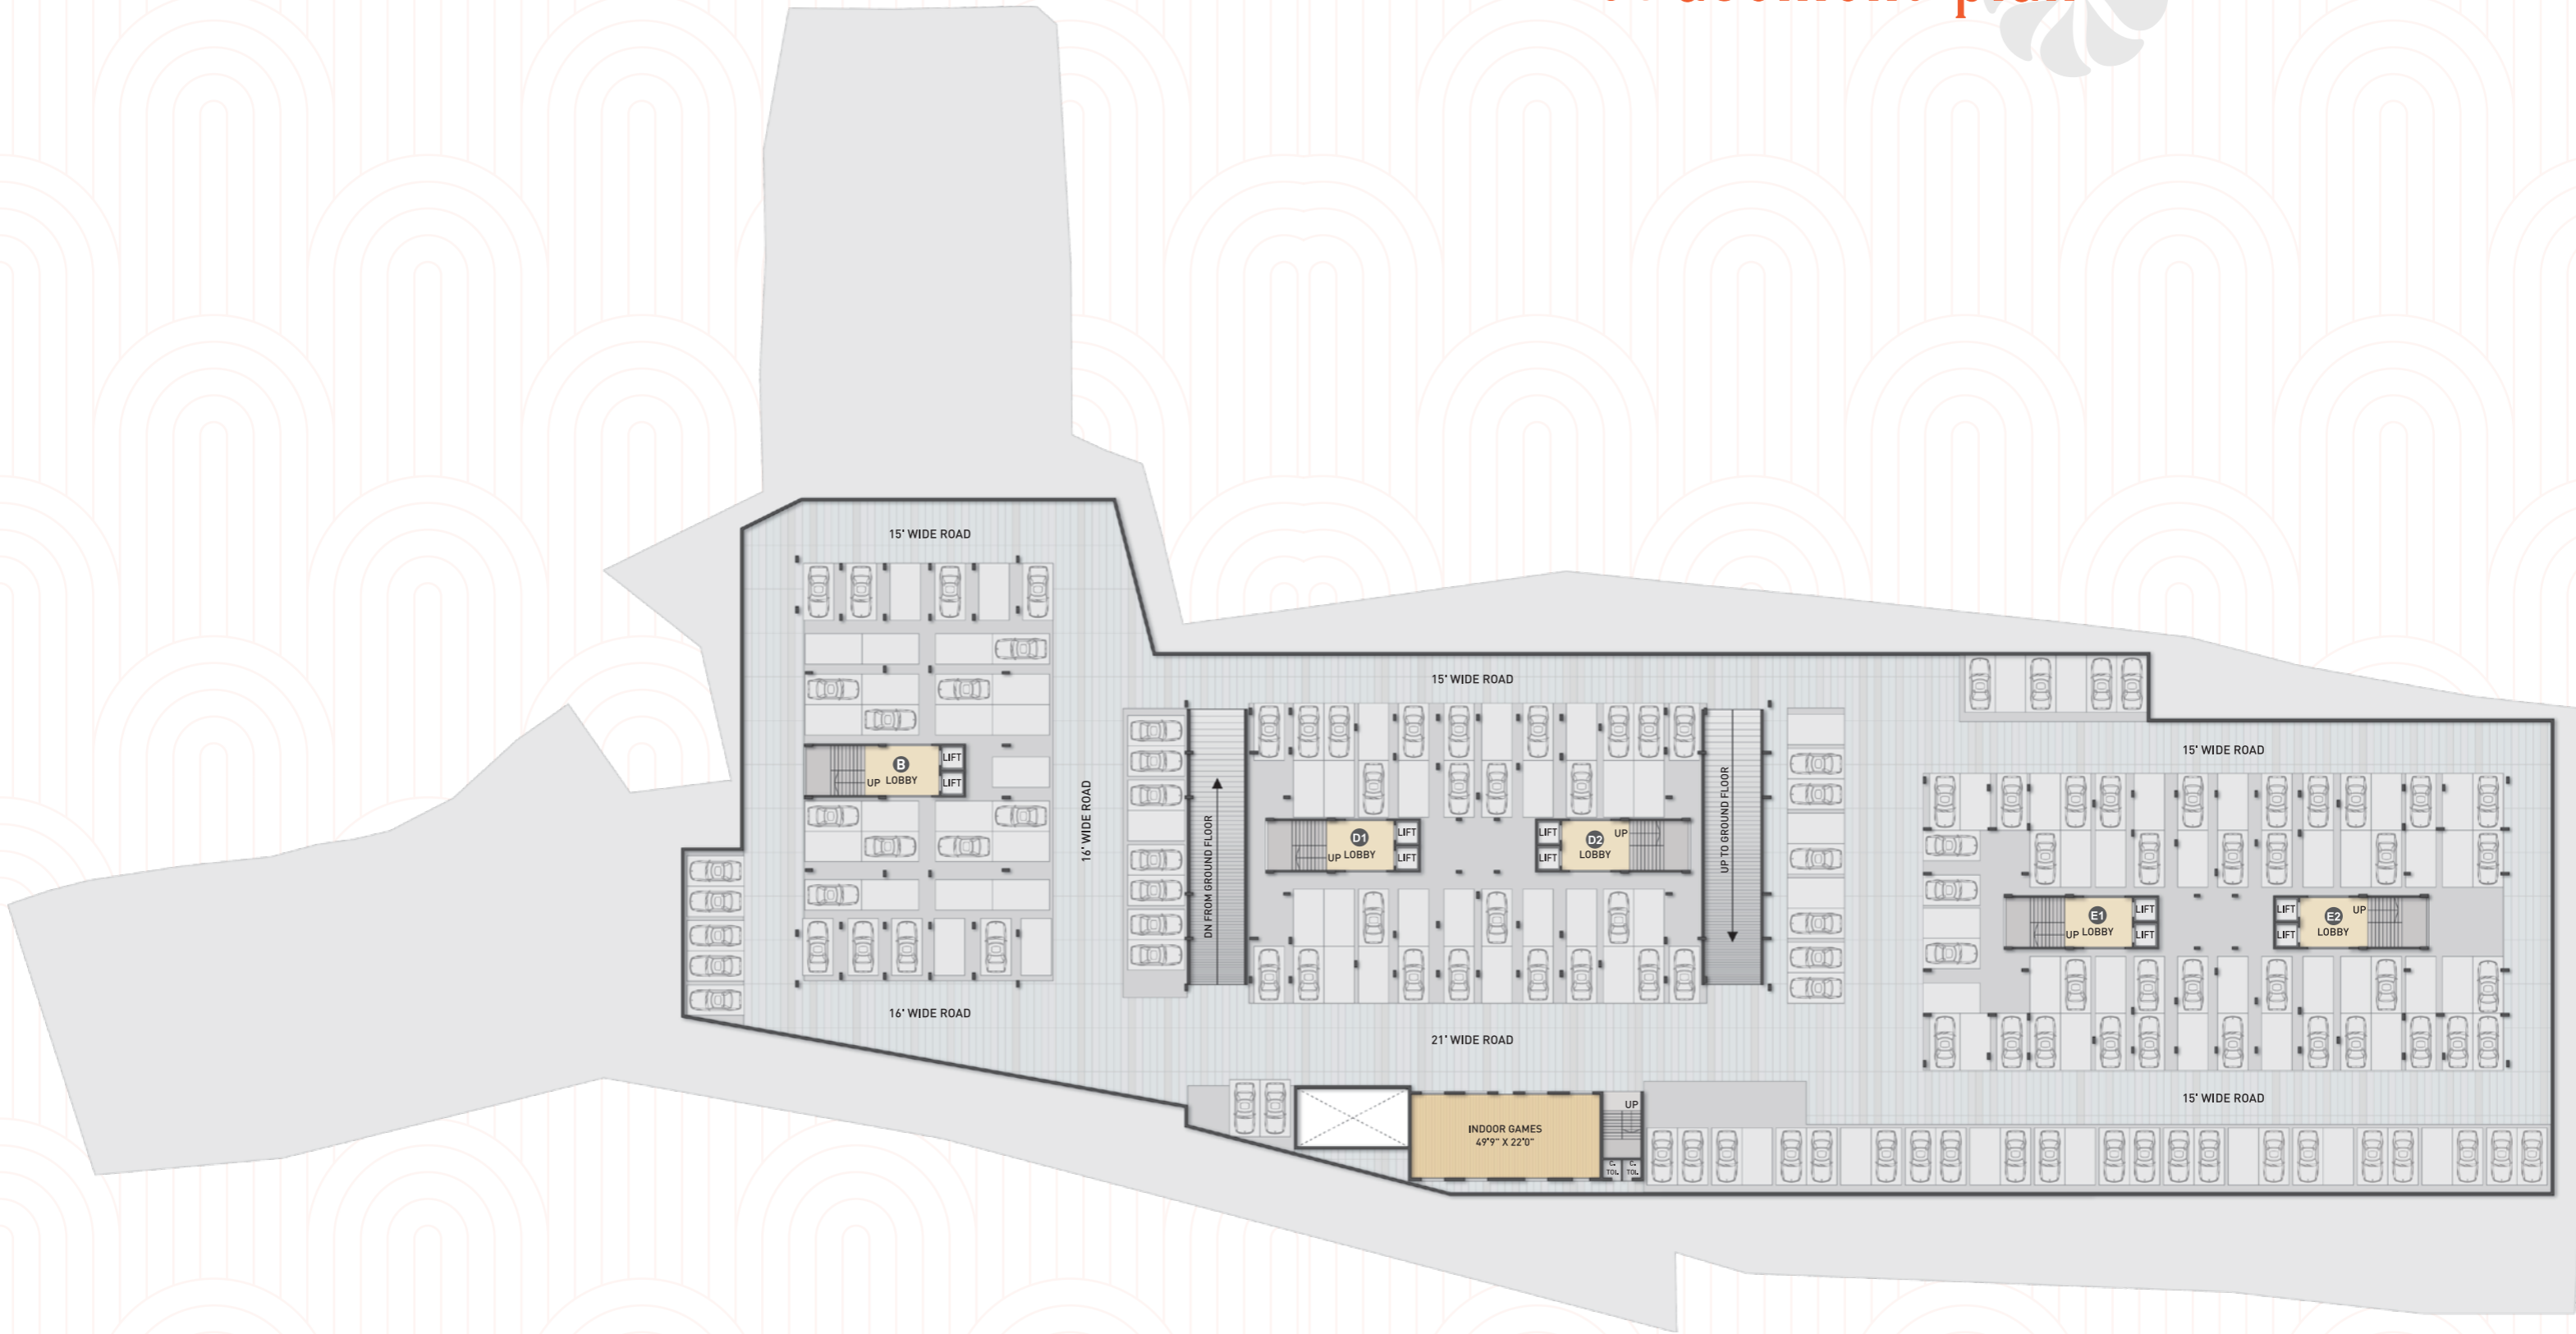 plan
15' WIDE ROAD
B
UP LOBBY
LIFT
LIFT
16' WIDE ROAD
16' WIDE ROAD
15' WIDE ROAD
DN FROM GROUND FLOOR
D1
UP LOBBY
LIFT
LIFT
LIFT
LIFT
D2
LOBBY
UP
UP TO GROUND FLOOR
21' WIDE ROAD
INDOOR GAMES
49'9" X 22'0"
UP
C.
TOI.
C.
TOI.
15' WIDE ROAD
E1
UP LOBBY
LIFT
LIFT
LIFT
LIFT
E2
LOBBY
UP
15' WIDE ROAD